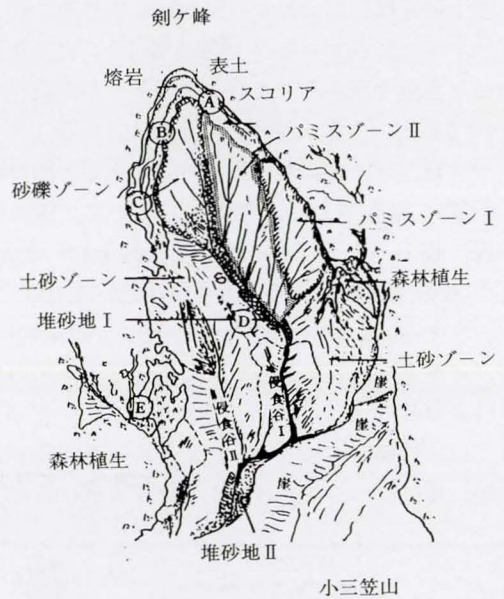 剣ケ峰
表土
熔岩
スコリア
A
パミスゾーンⅡ
B
砂礫ゾーン
C
パミスゾーンⅠ
土砂ゾーン
森林植生
堆砂地Ⅰ
D
土砂ゾーン
崖
侵食谷Ⅰ
侵食谷Ⅱ
E
崖
森林植生
崖
堆砂地Ⅱ
小三笠山